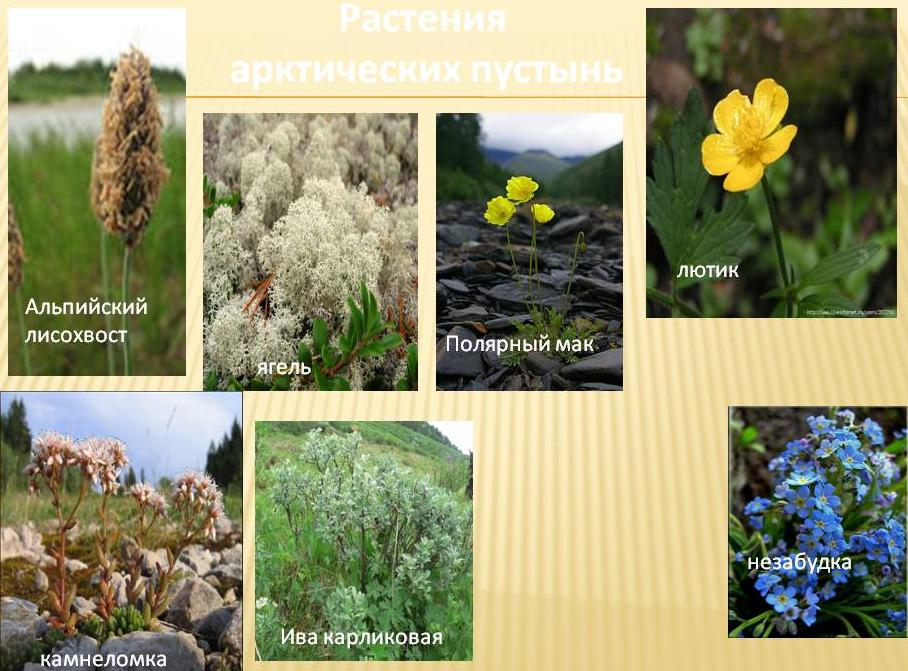 Растения
арктических пустынь
Альпийский
лисохвост
ягель
Полярный мак
лютик
камнеломка
Ива карликовая
незабудка